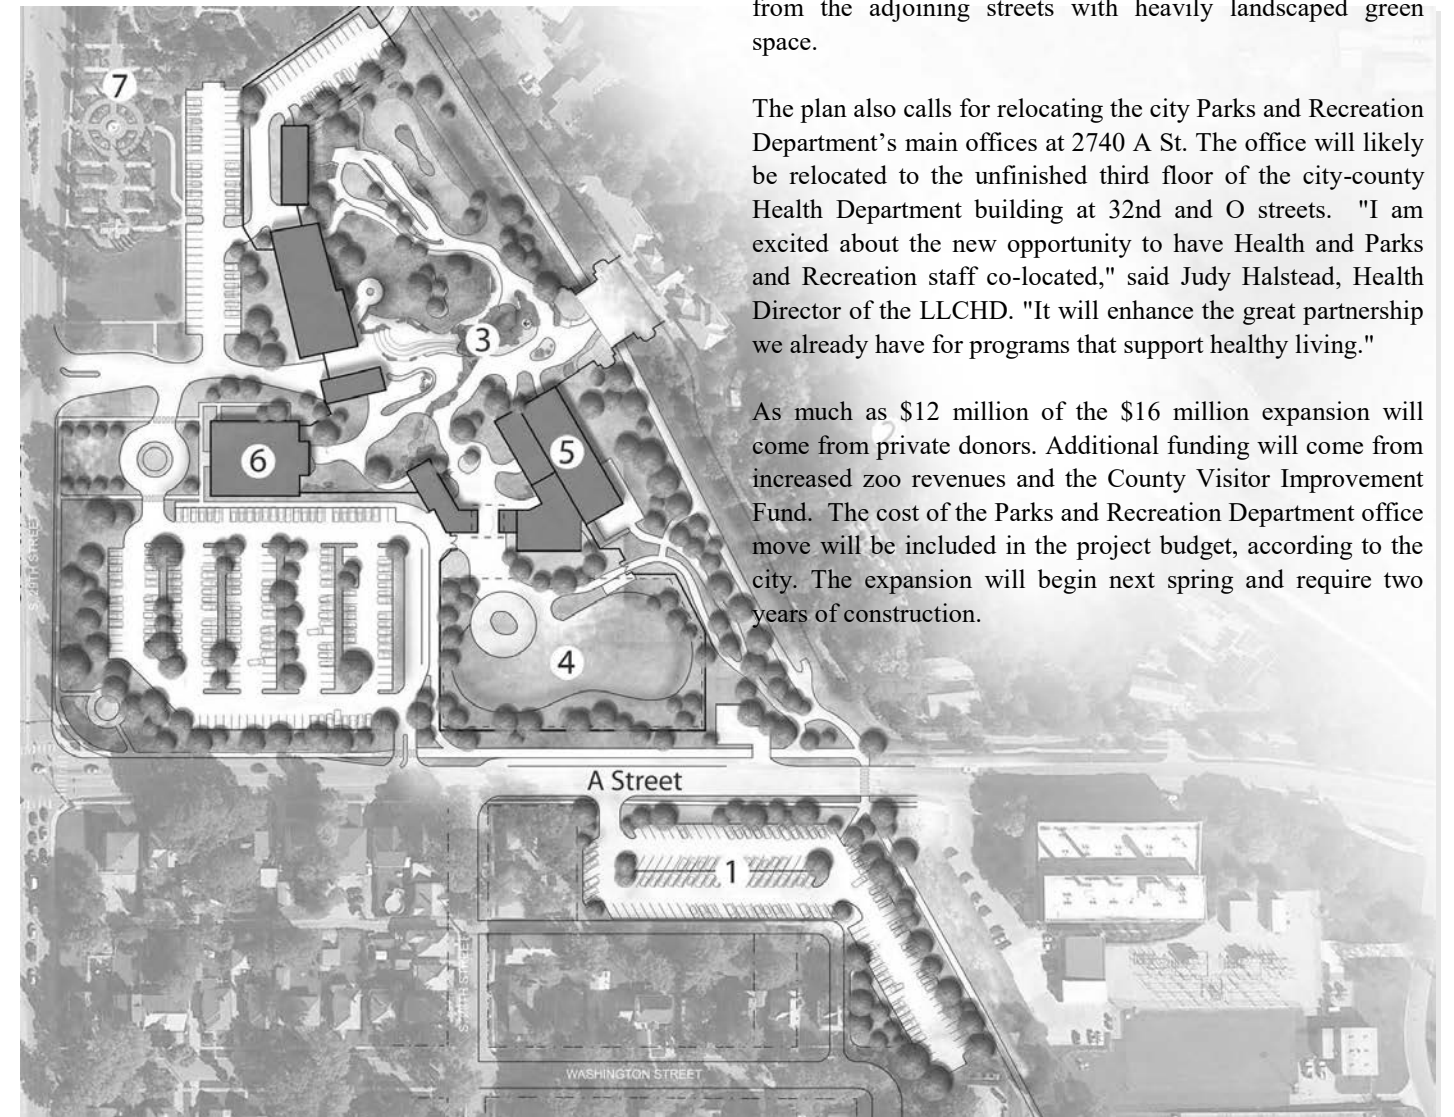 from the adjoining streets with heavily landscaped green
space.
The plan also calls for relocating the city Parks and Recreation
Department’s main offices at 2740 A St. The office will likely
be relocated to the unfinished third floor of the city-county
Health Department building at 32nd and O streets.  "I am
excited about the new opportunity to have Health and Parks
and Recreation staff co-located," said Judy Halstead, Health
Director of the LLCHD. "It will enhance the great partnership
we already have for programs that support healthy living."
As much as $12 million of the $16 million expansion will
come from private donors. Additional funding will come from
increased zoo revenues and the County Visitor Improvement
Fund.  The cost of the Parks and Recreation Department office
move will be included in the project budget, according to the
city. The expansion will begin next spring and require two
years of construction.
7
3
2
5
6
4
A Street
1
WASHINGTON STREET